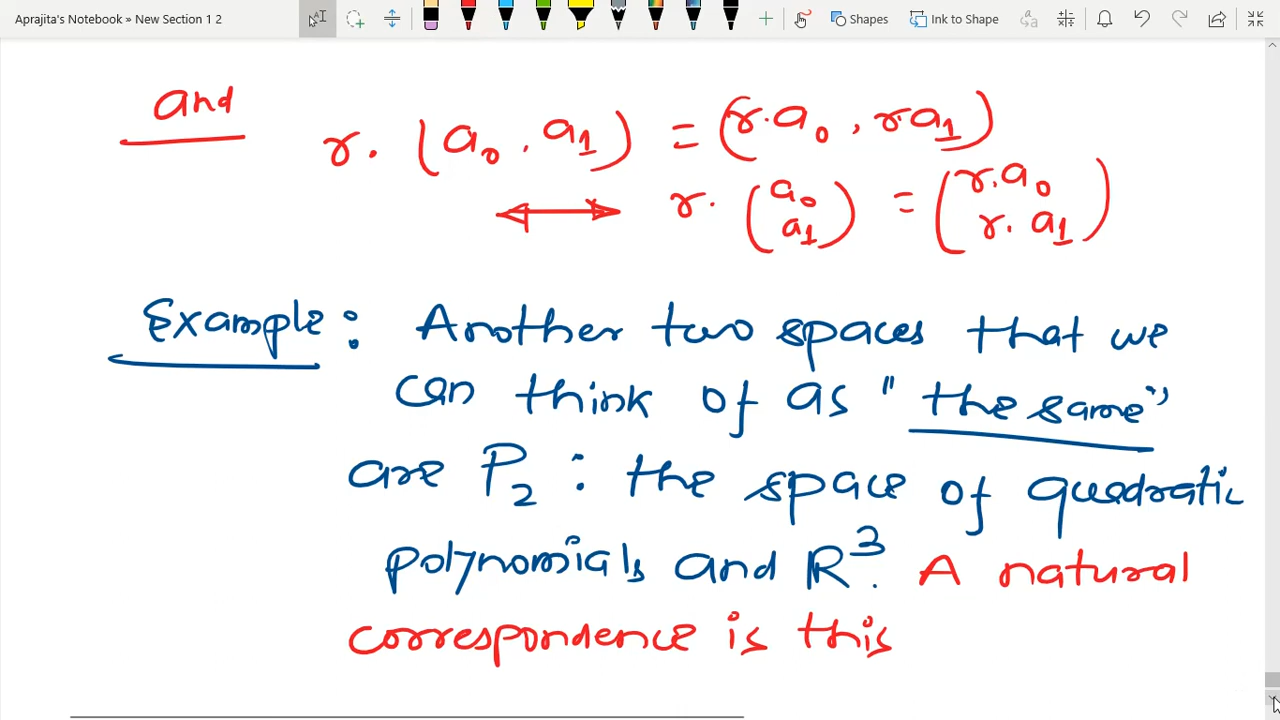 Aprajita's Notebook » New Section 1 2
Shapes
Ink to Shape
and
r. (a₀, a₁) = (r.a₀, r.a₁)
⟷ r. (a₀ a₁) = (r.a₀ r.a₁)
Example: Another two spaces that we
can think of as "the same"
are P₂ : the space of quadratic
polynomials and ℝ³. A natural
correspondence is this